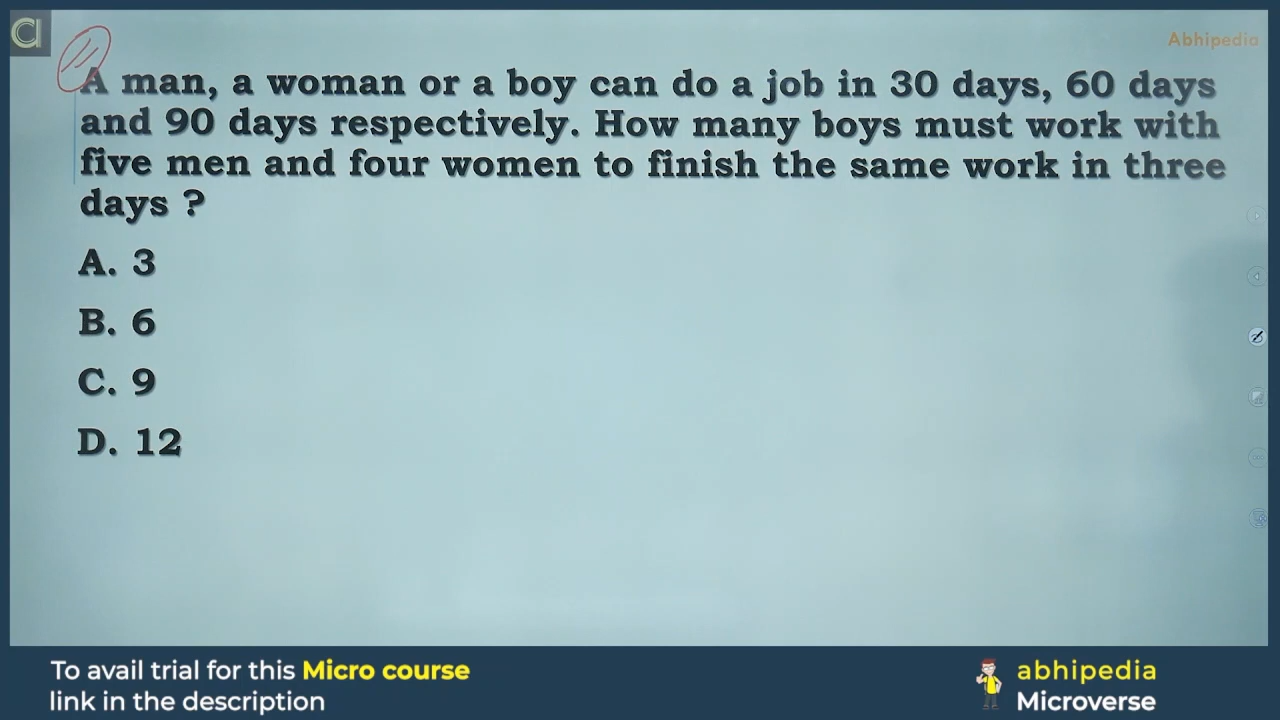 CI
Abhipedia
A man, a woman or a boy can do a job in 30 days, 60 days
and 90 days respectively. How many boys must work with
five men and four women to finish the same work in three
days ?
A. 3
B. 6
C. 9
D. 12
To avail trial for this Micro course
link in the description
abhipedia
Microverse